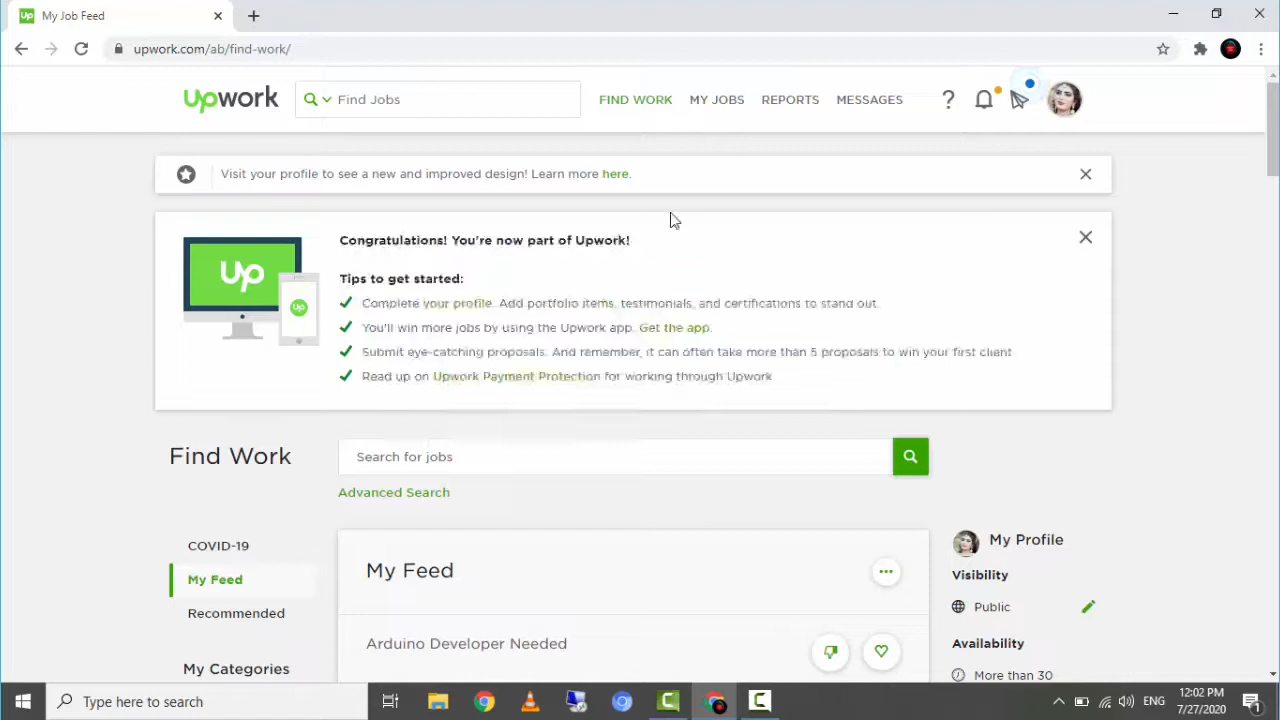 My Job Feed
upwork.com/ab/find-work/
upwork
Find Jobs
FIND WORK
MY JOBS
REPORTS
MESSAGES
?
Visit your profile to see a new and improved design! Learn more here.
Up
Up
Congratulations! You're now part of Upwork!
Tips to get started:
Complete your profile. Add portfolio items, testimonials, and certifications to stand out.
You'll win more jobs by using the Upwork app. Get the app.
Submit eye-catching proposals. And remember, it can often take more than 5 proposals to win your first client
Read up on Upwork Payment Protection for working through Upwork
Find Work
Search for jobs
Advanced Search
COVID-19
My Feed
Recommended
My Categories
My Feed
Arduino Developer Needed
My Profile
Visibility
Public
Availability
More than 30
Type here to search
ENG
12:02 PM
7/27/2020
1